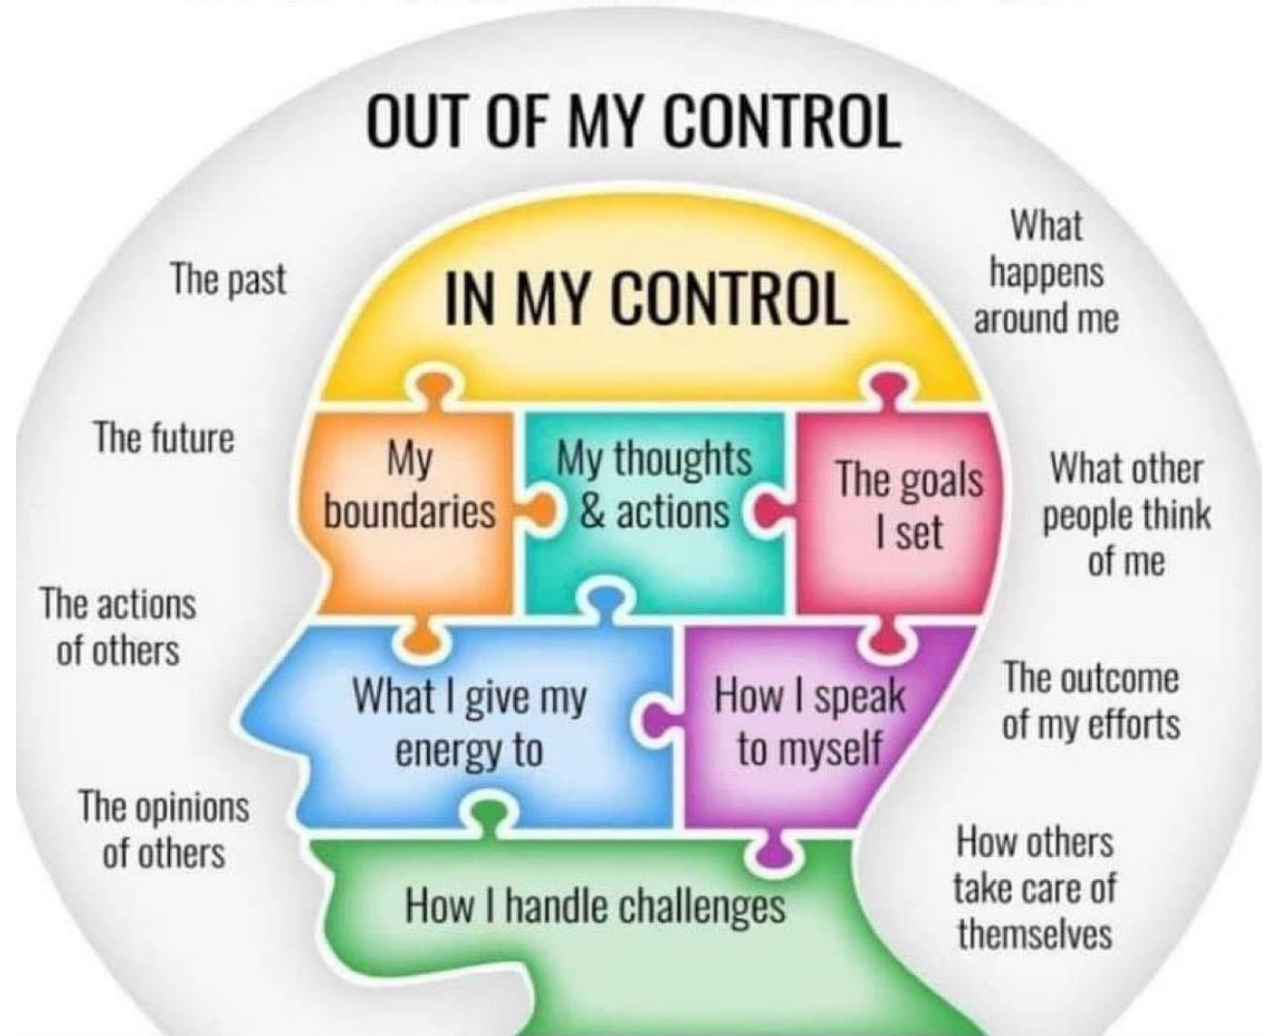 OUT OF MY CONTROL
IN MY CONTROL
The past
The future
The actions
of others
The opinions
of others
What
happens
around me
What other
people think
of me
The outcome
of my efforts
How others
take care of
themselves
My
boundaries
My thoughts
& actions
The goals
I set
What I give my
energy to
How I speak
to myself
How I handle challenges